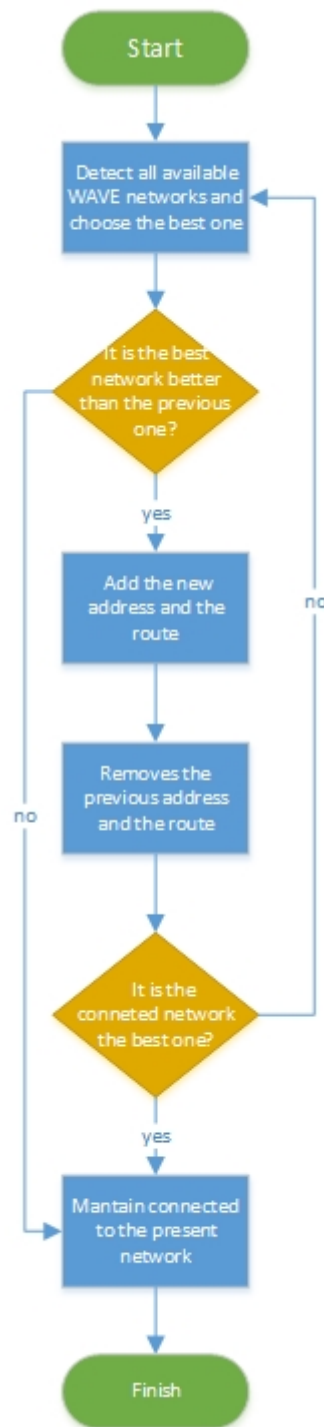 Start
Detect all available
WAVE networks and
choose the best one
It is the best
network better
than the previous
one?
yes
Add the new
address and the
route
no
Removes the
previous address
and the route
no
It is the
conneted network
the best one?
yes
Mantain connected
to the present
network
Finish